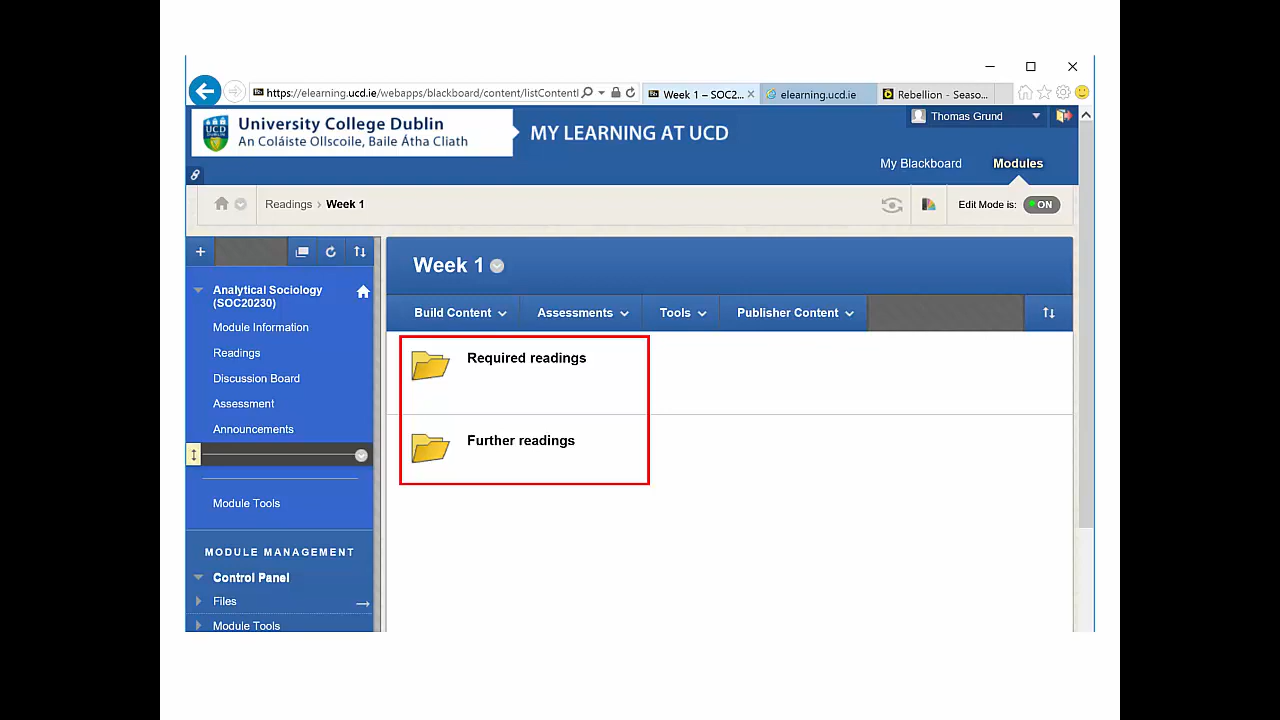 https://elearning.ucd.ie/webapps/blackboard/content/listContentI
Week 1 – SOC2...
elearning.ucd.ie
Rebellion - Seaso...
UCD
DUBLIN
University College Dublin
An Coláiste Ollscoile, Baile Átha Cliath
MY LEARNING AT UCD
Thomas Grund
My Blackboard
Modules
Readings › Week 1
Edit Mode is: ON
Week 1
Build Content
Assessments
Tools
Publisher Content
Analytical Sociology
(SOC20230)
Module Information
Readings
Discussion Board
Assessment
Announcements
Module Tools
MODULE MANAGEMENT
Control Panel
Files
Module Tools
Required readings
Further readings